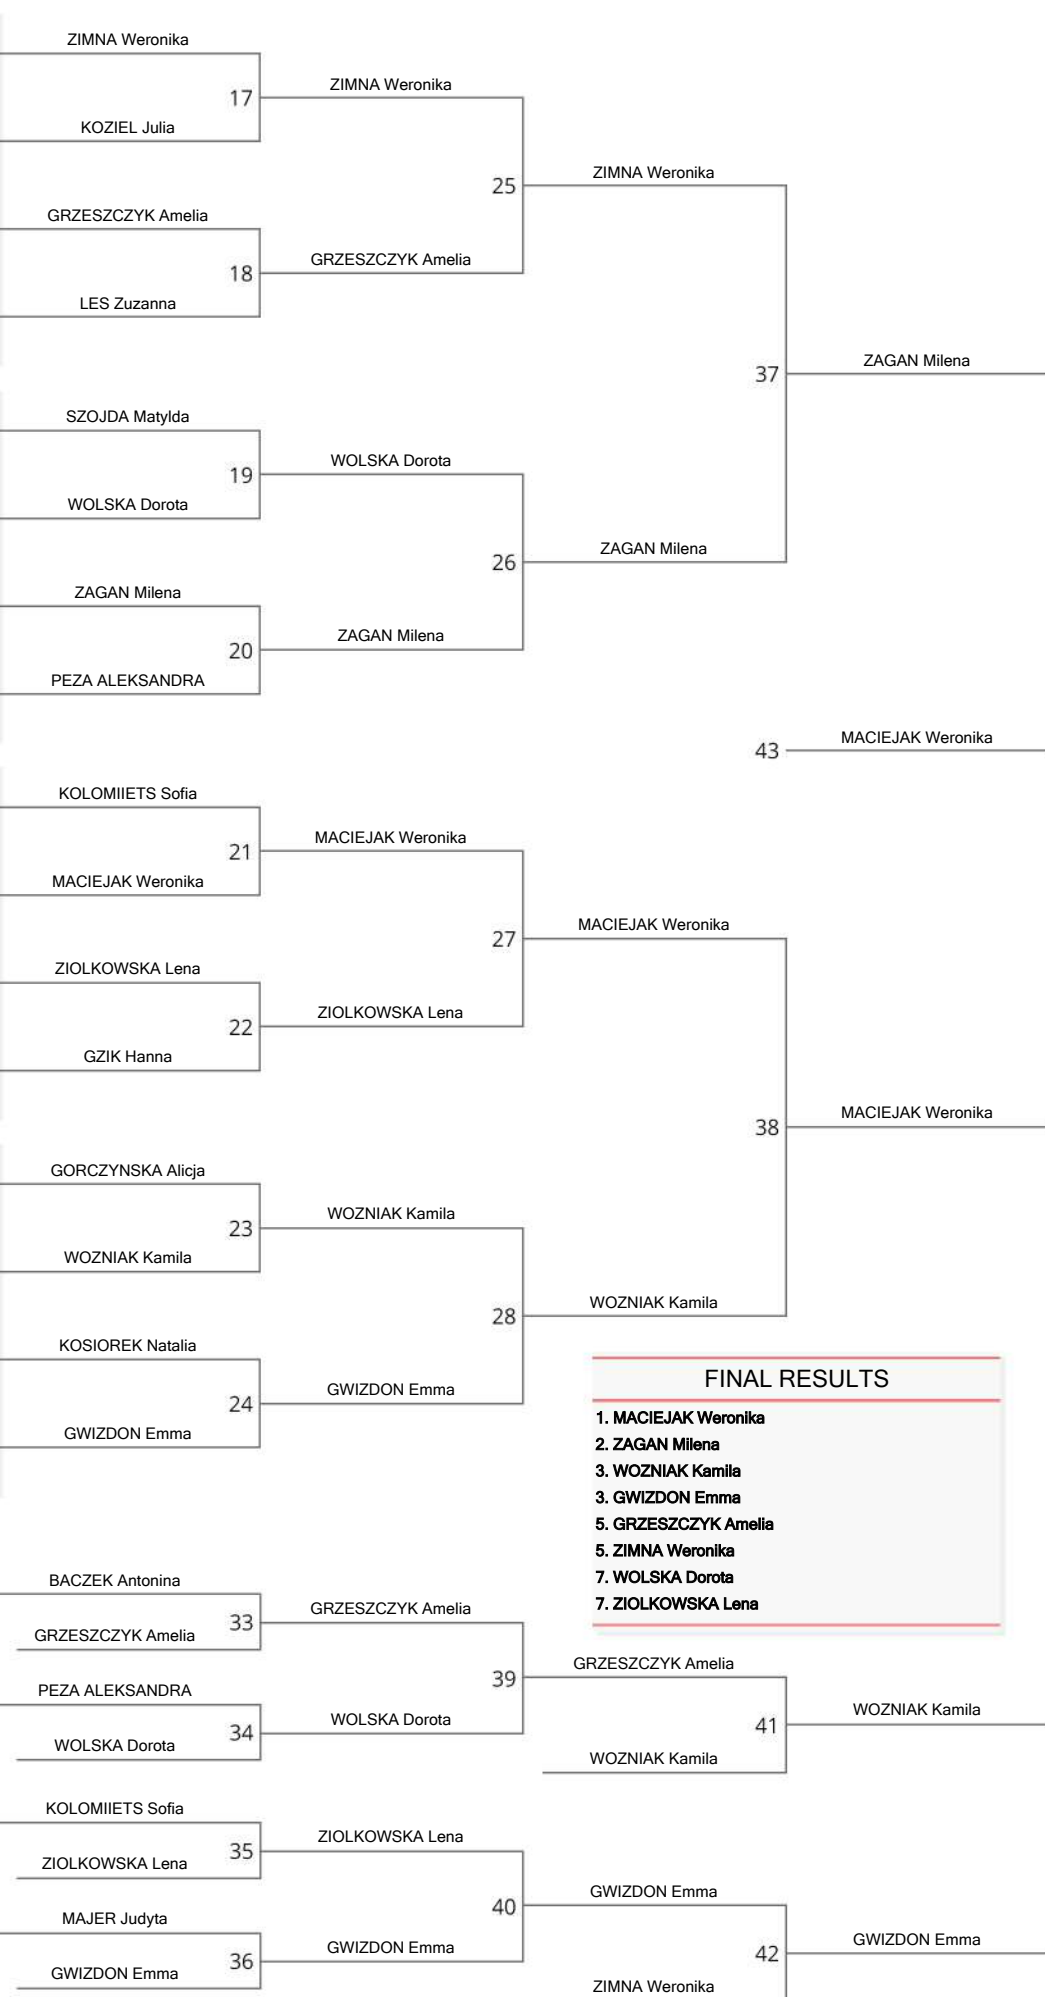 ZIMNA Weronika
ZIMNA Weronika
17
KOZIEL Julia
ZIMNA Weronika
25
GRZESZCZYK Amelia
GRZESZCZYK Amelia
18
LES Zuzanna
ZAGAN Milena
37
SZOJDA Matylda
WOLSKA Dorota
19
WOLSKA Dorota
ZAGAN Milena
26
ZAGAN Milena
ZAGAN Milena
20
PEZA ALEKSANDRA
MACIEJAK Weronika
43
KOLOMIIETS Sofia
MACIEJAK Weronika
21
MACIEJAK Weronika
MACIEJAK Weronika
27
ZIOLKOWSKA Lena
ZIOLKOWSKA Lena
22
GZIK Hanna
MACIEJAK Weronika
38
GORCZYNSKA Alicja
WOZNIAK Kamila
23
WOZNIAK Kamila
WOZNIAK Kamila
28
KOSIOREK Natalia
GWIZDON Emma
24
GWIZDON Emma
FINAL RESULTS
1. MACIEJAK Weronika
2. ZAGAN Milena
3. WOZNIAK Kamila
3. GWIZDON Emma
5. GRZESZCZYK Amelia
5. ZIMNA Weronika
7. WOLSKA Dorota
7. ZIOLKOWSKA Lena
BACZEK Antonina
GRZESZCZYK Amelia
33
GRZESZCZYK Amelia
GRZESZCZYK Amelia
39
PEZA ALEKSANDRA
WOLSKA Dorota
34
WOLSKA Dorota
WOZNIAK Kamila
41
WOZNIAK Kamila
KOLOMIIETS Sofia
ZIOLKOWSKA Lena
35
ZIOLKOWSKA Lena
GWIZDON Emma
40
MAJER Judyta
GWIZDON Emma
36
GWIZDON Emma
GWIZDON Emma
42
ZIMNA Weronika